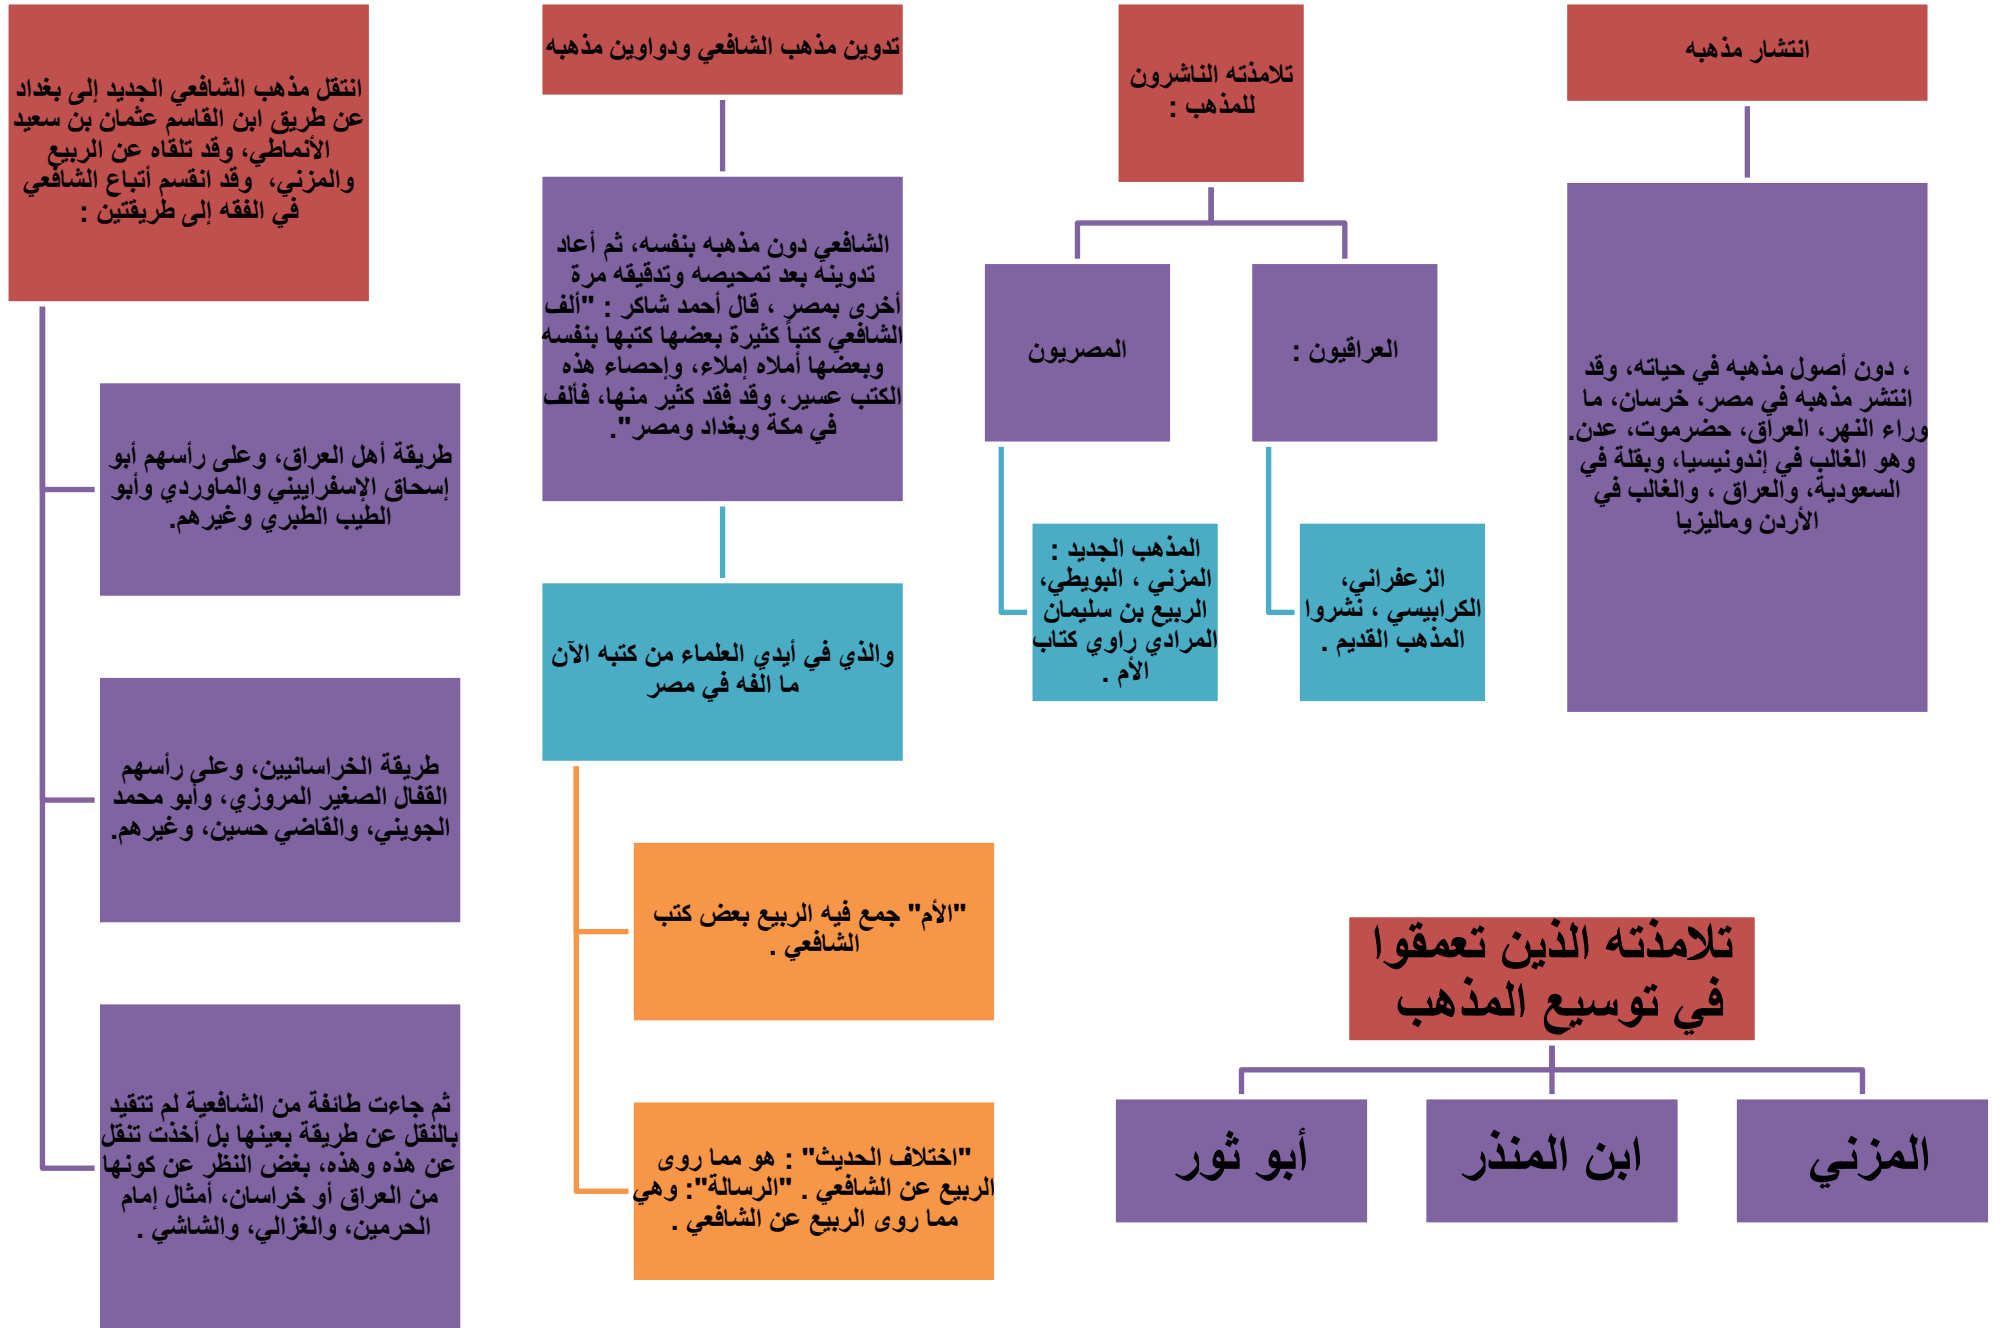 انتشار مذهبه
، دون أصول مذهبه في حياته، وقد
انتشر مذهبه في مصر، خرسان، ما
وراء النهر، العراق، حضرموت، عدن.
وهو الغالب في إندونيسيا، وبقلة في
السعودية، والعراق ، والغالب في
الأردن وماليزيا
تلامذته الناشرون
للمذهب :
العراقيون :
الزعفراني،
الكرابيسي ، نشروا
المذهب القديم .
المصريون
المذهب الجديد :
المزني ، البويطي،
الربيع بن سليمان
المرادي راوي كتاب
الأم .
تدوين مذهب الشافعي ودواوين مذهبه
الشافعي دون مذهبه بنفسه، ثم أعاد
تدوينه بعد تمحيصه وتدقيقه مرة
أخرى بمصر ، قال أحمد شاكر : "ألف
الشافعي كتباً كثيرة بعضها كتبها بنفسه
وبعضها أملاه إملاء، وإحصاء هذه
الكتب عسير، وقد فقد كثير منها، فألف
في مكة وبغداد ومصر".
والذي في أيدي العلماء من كتبه الآن
ما الفه في مصر
"الأم" جمع فيه الربيع بعض كتب
الشافعي .
"اختلاف الحديث" : هو مما روى
الربيع عن الشافعي . "الرسالة": وهي
مما روى الربيع عن الشافعي .
انتقل مذهب الشافعي الجديد إلى بغداد
عن طريق ابن القاسم عثمان بن سعيد
الأنماطي، وقد تلقاه عن الربيع
والمزني، وقد انقسم أتباع الشافعي
في الفقه إلى طريقتين :
طريقة أهل العراق، وعلى رأسهم أبو
إسحاق الإسفراييني والماوردي وأبو
الطيب الطبري وغيرهم.
طريقة الخراسانيين، وعلى رأسهم
القفال الصغير المروزي، وأبو محمد
الجويني، والقاضي حسين، وغيرهم.
ثم جاءت طائفة من الشافعية لم تتقيد
بالنقل عن طريقة بعينها بل أخذت تنقل
عن هذه وهذه، بغض النظر عن كونها
من العراق أو خراسان، أمثال إمام
الحرمين، والغزالي، والشاشي .
تلامذته الذين تعمقوا
في توسيع المذهب
المزني
ابن المنذر
أبو ثور